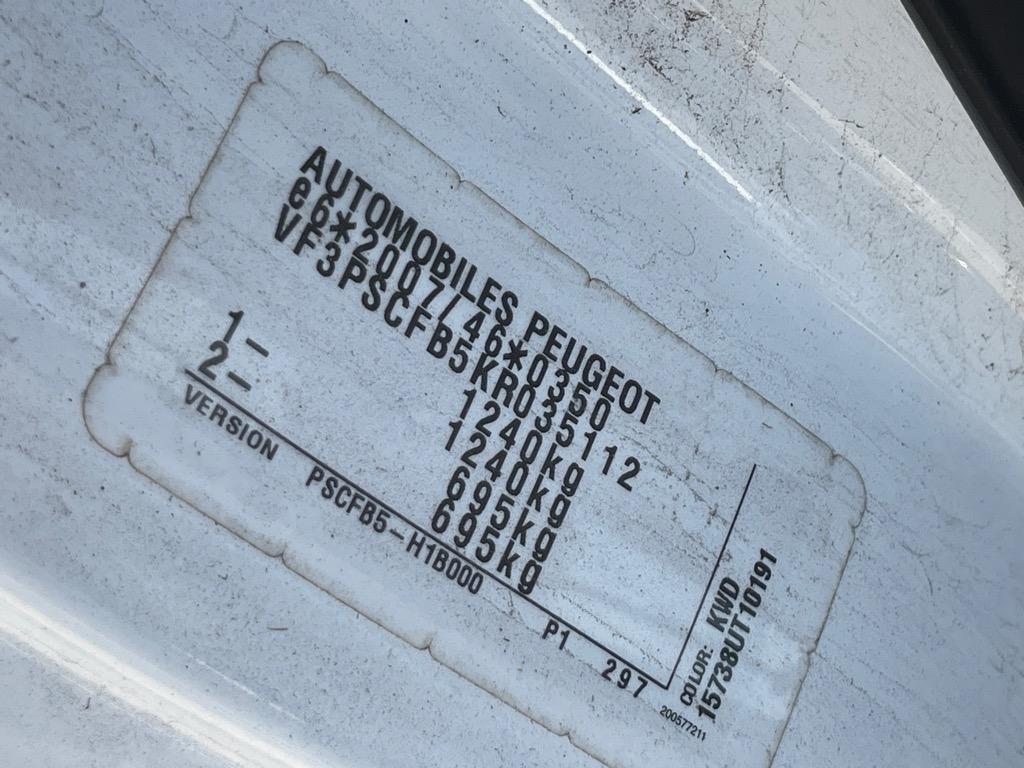 AUTOMOBILES PEUGEOT
e6*2007/46*0350
VF3PSCFB5KR035112
1240kg
1240kg
1- 695kg
2- 695kg
VERSION PSCFB5-H1B000 P1 297
COLOR: KWD
15738UT10191
200577211